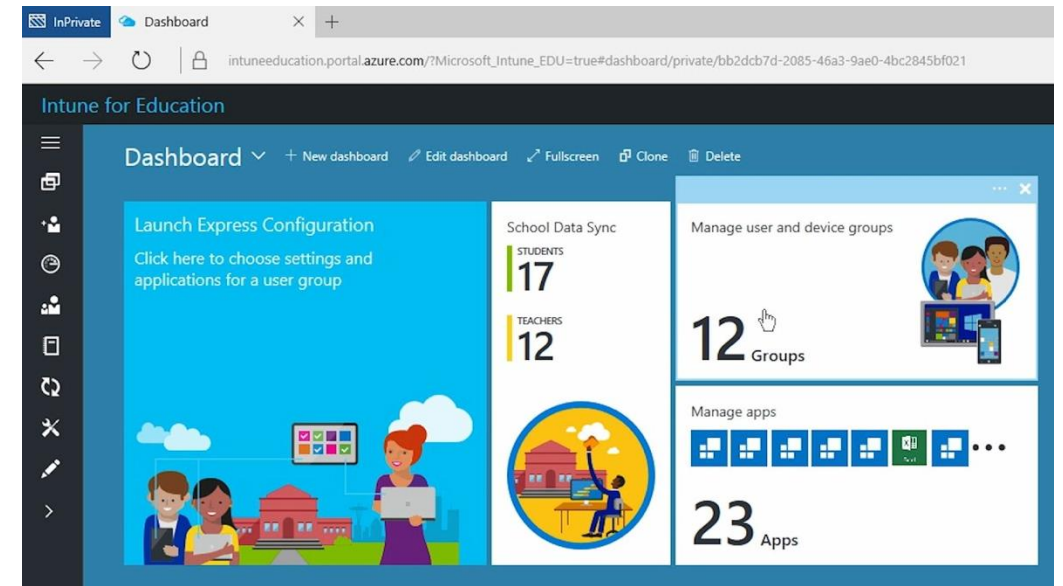 InPrivate
Dashboard
intuneeducation.portal.azure.com/?Microsoft_Intune_EDU=true#dashboard/private/bb2dcb7d-2085-46a3-9ae0-4bc2845bf021
Intune for Education
Dashboard
New dashboard
Edit dashboard
Fullscreen
Clone
Delete
Launch Express Configuration
Click here to choose settings and
applications for a user group
School Data Sync
STUDENTS
17
TEACHERS
12
Manage user and device groups
12 Groups
Manage apps
23 Apps